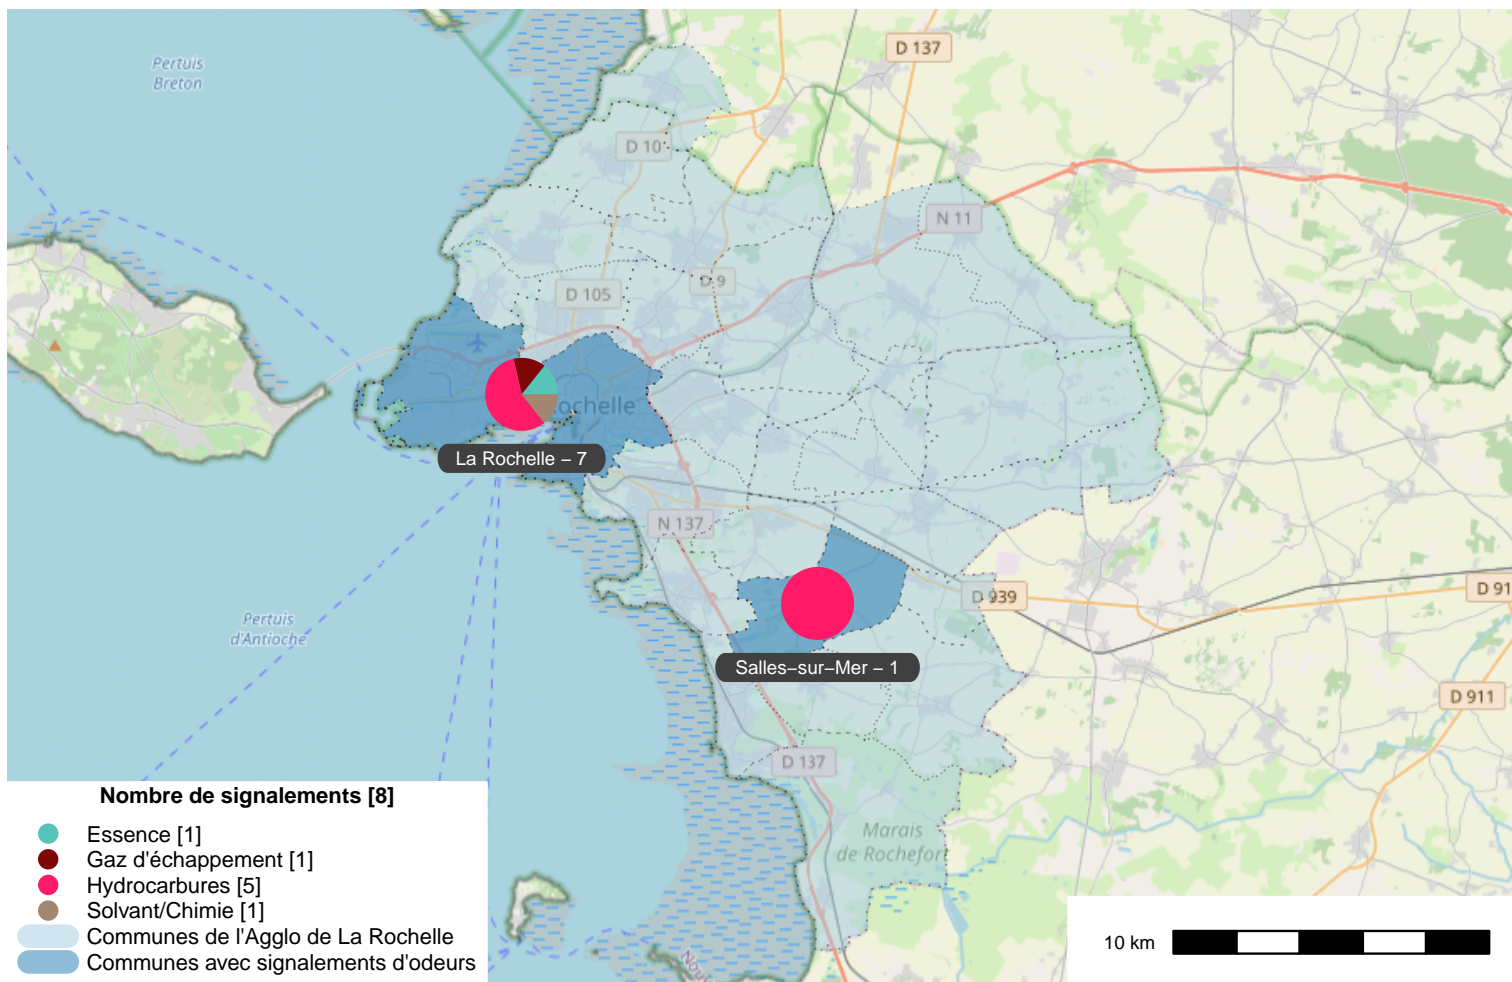 D 137
Pertuis
Breton
D 10
N 11
D 9
D 105
ochelle
La Rochelle – 7
N 137
D 939
D 91
Pertuis
d'Antioche
Salles–sur–Mer – 1
D 911
D 137
Marais
de Rochefort
Nombre de signalements [8]
Essence [1]
Gaz d'échappement [1]
Hydrocarbures [5]
Solvant/Chimie [1]
Communes de l'Agglo de La Rochelle
Communes avec signalements d'odeurs
10 km